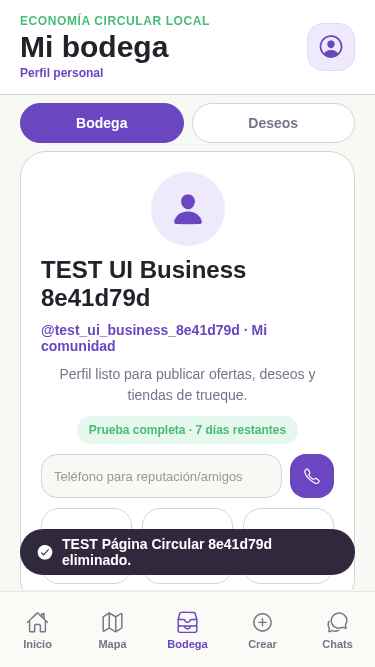 ECONOMÍA CIRCULAR LOCAL
Mi bodega
Perfil personal
Bodega
Deseos
TEST UI Business
8e41d79d
@test_ui_business_8e41d79d · Mi
comunidad
Perfil listo para publicar ofertas, deseos y
tiendas de trueque.
Prueba completa · 7 días restantes
Teléfono para reputación/amigos
TEST Página Circular 8e41d79d
eliminado.
Inicio
Mapa
Bodega
Crear
Chats